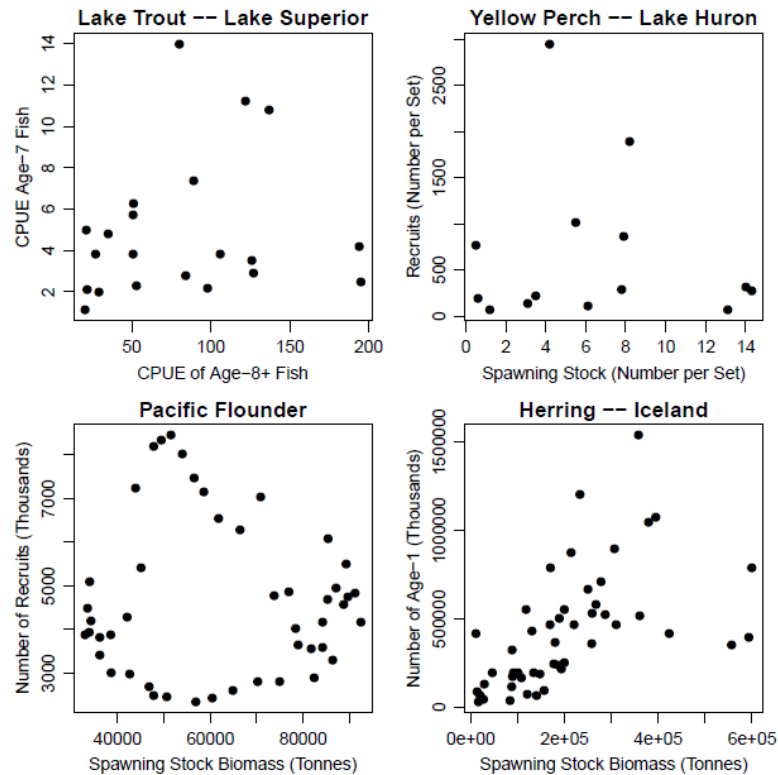 Lake Trout −− Lake Superior
CPUE Age−7 Fish
14
12
10
8
6
4
2
50
100
150
200
CPUE of Age−8+ Fish
Yellow Perch −− Lake Huron
Recruits (Number per Set)
2500
1500
500
0
0
2
4
6
8
10
12
14
Spawning Stock (Number per Set)
Pacific Flounder
Number of Recruits (Thousands)
7000
5000
3000
40000
60000
80000
Spawning Stock Biomass (Tonnes)
Herring −− Iceland
Number of Age−1 (Thousands)
1500000
1000000
500000
0
0e+00
2e+05
4e+05
6e+05
Spawning Stock Biomass (Tonnes)